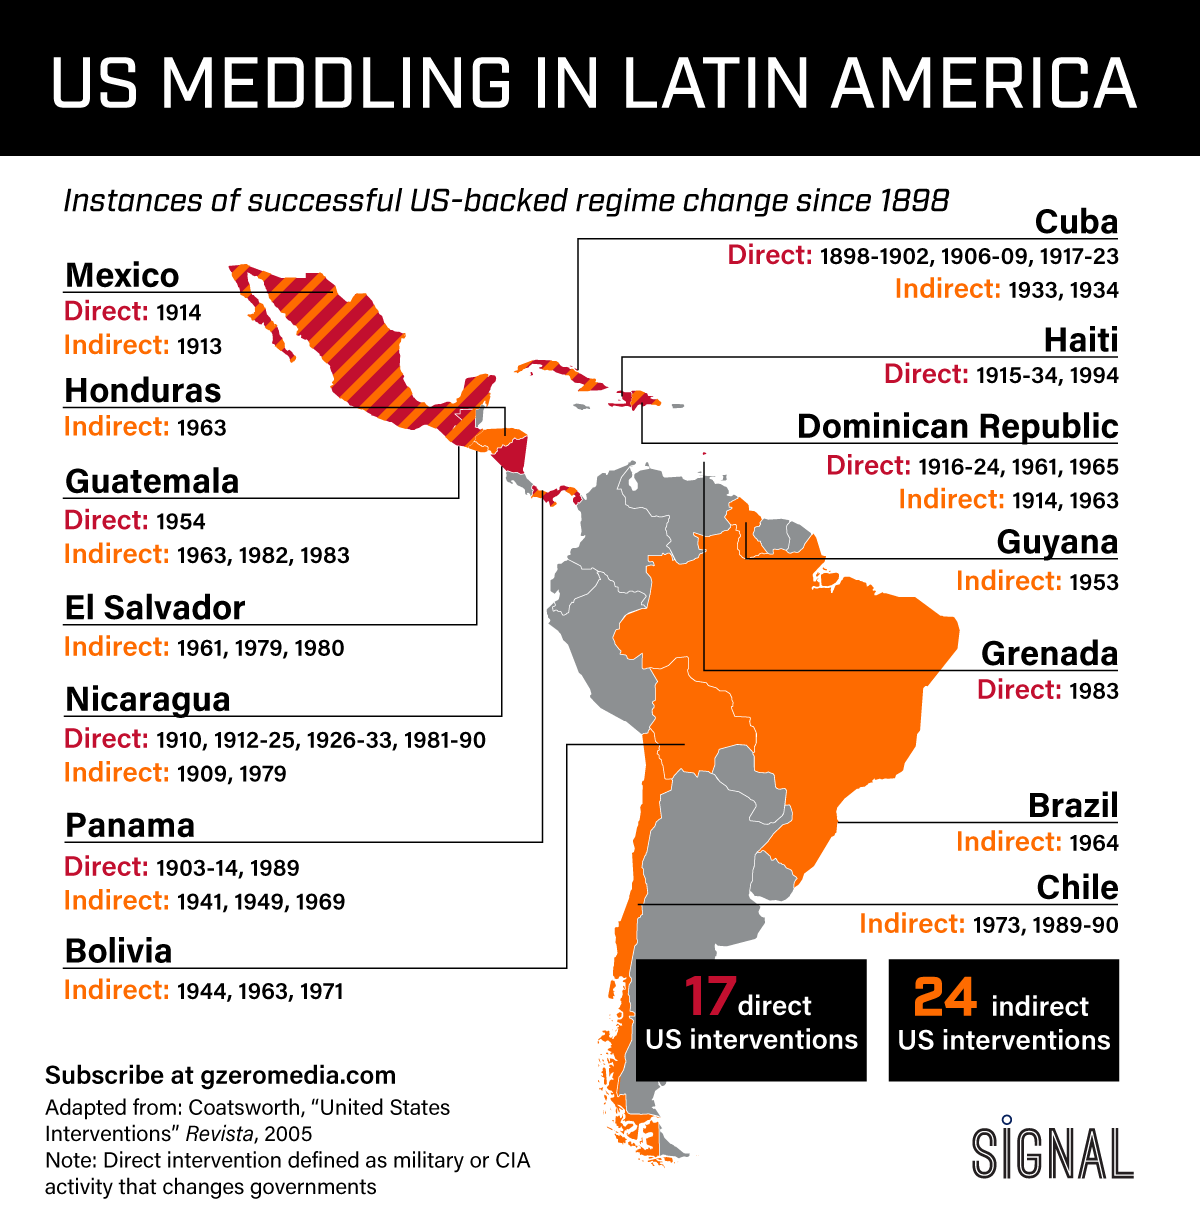 US MEDDLING IN LATIN AMERICA
Instances of successful US-backed regime change since 1898
Mexico
Direct: 1914
Indirect: 1913
Honduras
Indirect: 1963
Guatemala
Direct: 1954
Indirect: 1963, 1982, 1983
El Salvador
Indirect: 1961, 1979, 1980
Nicaragua
Direct: 1910, 1912-25, 1926-33, 1981-90
Indirect: 1909, 1979
Panama
Direct: 1903-14, 1989
Indirect: 1941, 1949, 1969
Bolivia
Indirect: 1944, 1963, 1971
Cuba
Direct: 1898-1902, 1906-09, 1917-23
Indirect: 1933, 1934
Haiti
Direct: 1915-34, 1994
Dominican Republic
Direct: 1916-24, 1961, 1965
Indirect: 1914, 1963
Guyana
Indirect: 1953
Grenada
Direct: 1983
Brazil
Indirect: 1964
Chile
Indirect: 1973, 1989-90
17 direct
US interventions
24 indirect
US interventions
Subscribe at gzeromedia.com
Adapted from: Coatsworth, “United States
Interventions” Revista, 2005
Note: Direct intervention defined as military or CIA
activity that changes governments
SIGNAL